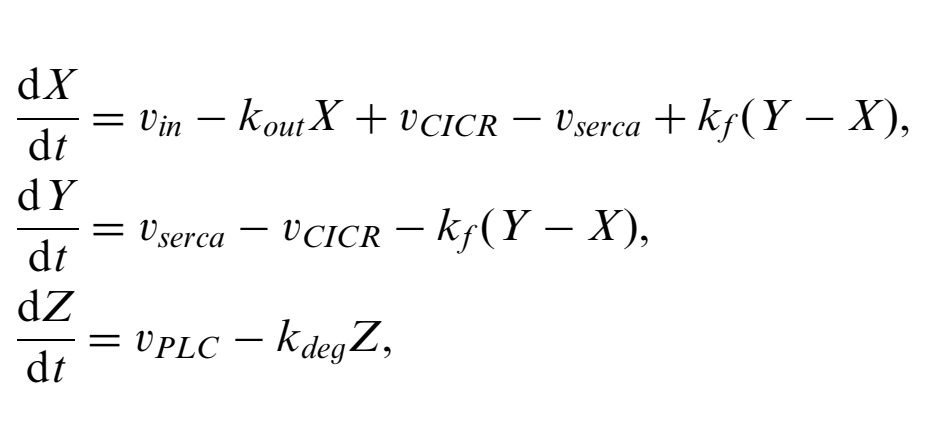 dX/dt = v_in − k_out X + v_CICR − v_serca + k_f(Y − X),
dY/dt = v_serca − v_CICR − k_f(Y − X),
dZ/dt = v_PLC − k_deg Z,